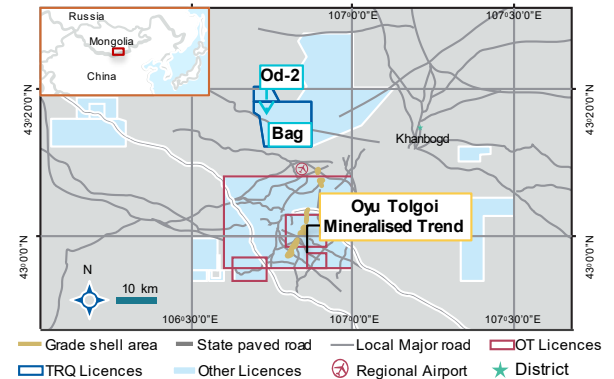 107°0'0"E
107°30'0"E
Russia
Mongolia
China
43°20'0"N
43°20'0"N
Od-2
Bag
Khanbogd
Oyu Tolgoi
Mineralised Trend
43°0'0"N
43°0'0"N
N
10 km
106°30'0"E
107°0'0"E
107°30'0"E
Grade shell area
State paved road
Local Major road
OT Licences
TRQ Licences
Other Licences
Regional Airport
District